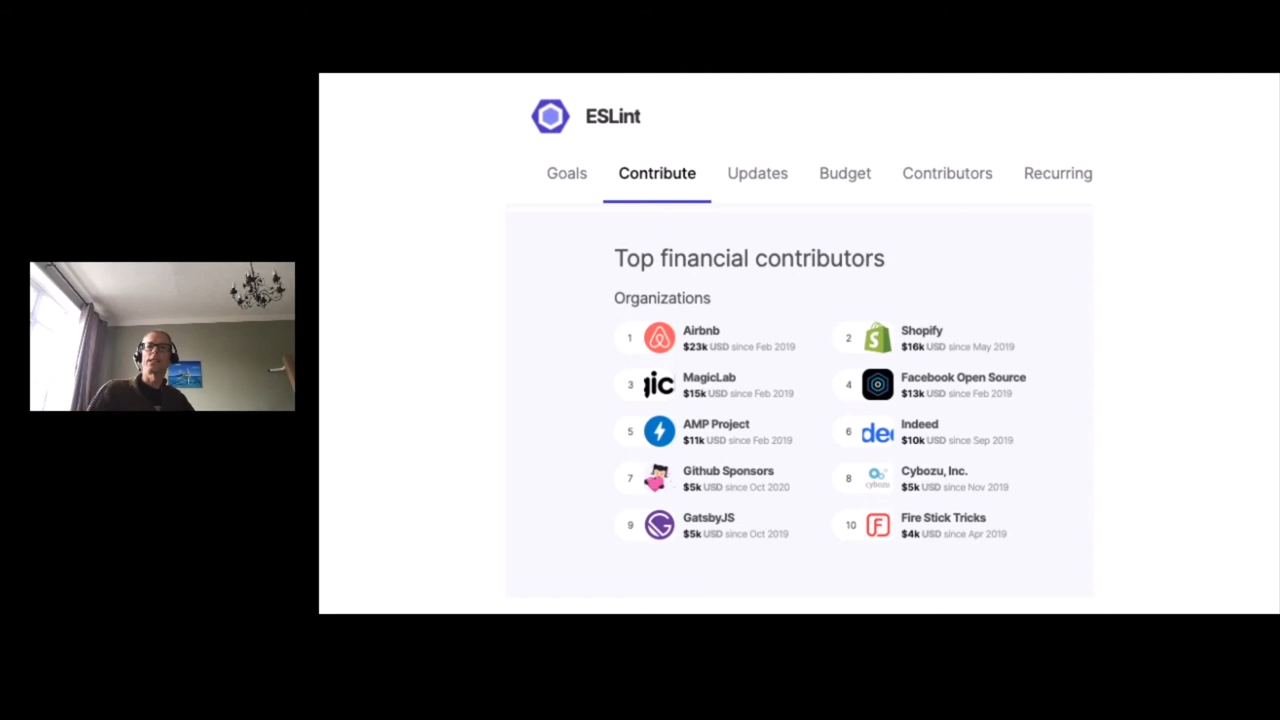 ESLint
Goals Contribute Updates Budget Contributors Recurring
Top financial contributors
Organizations
1 Airbnb
$23k USD since Feb 2019
2 Shopify
$16k USD since May 2019
3 MagicLab
$15k USD since Feb 2019
4 Facebook Open Source
$13k USD since Feb 2019
5 AMP Project
$11k USD since Feb 2019
6 Indeed
$10k USD since Sep 2019
7 Github Sponsors
$5k USD since Oct 2020
8 Cybozu, Inc.
$5k USD since Nov 2019
cybozu
9 GatsbyJS
$5k USD since Oct 2019
10 Fire Stick Tricks
$4k USD since Apr 2019